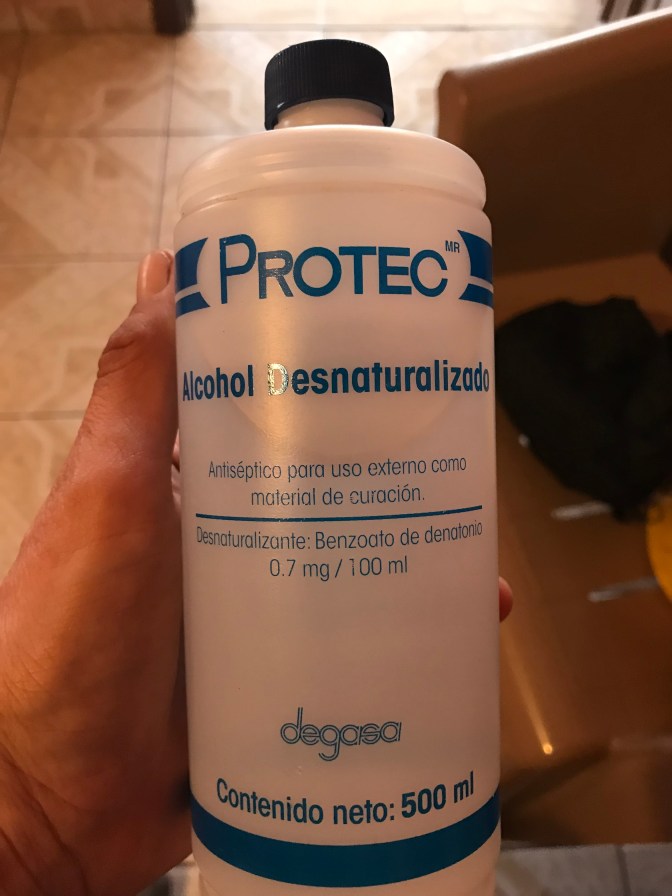 PROTEC MR
Alcohol Desnaturalizado
Antiséptico para uso externo como
material de curación.
Desnaturalizante: Benzoato de denatonio
0.7 mg / 100 ml
degasa
Contenido neto: 500 ml